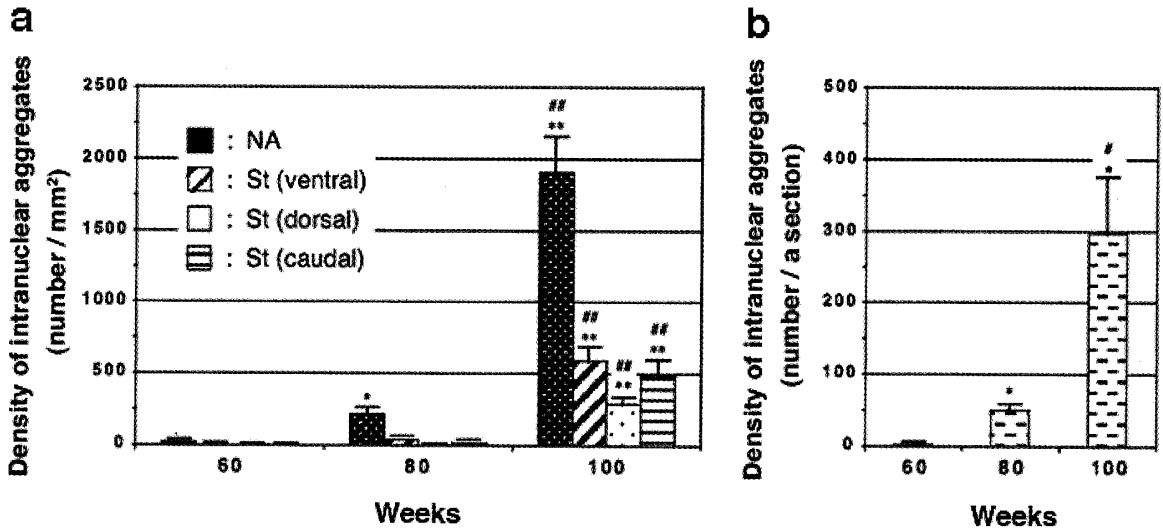 a
Density of intranuclear aggregates
(number / mm²)
2500
2000
1500
1000
500
0
: NA
: St (ventral)
: St (dorsal)
: St (caudal)
*
##
**
##
**
##
**
##
**
60 80 100
Weeks
b
Density of intranuclear aggregates
(number / a section)
500
400
300
200
100
0
*
#
*
60 80 100
Weeks